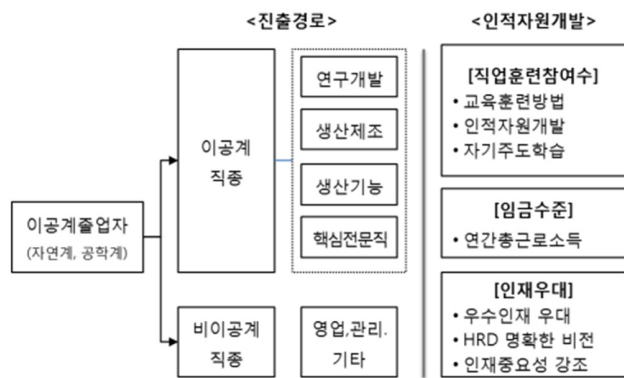 <진출경로>
<인적자원개발>
이공계졸업자
(자연계, 공학계)
이공계
직종
연구개발
생산제조
생산기능
핵심전문직
비이공계
직종
영업,관리.
기타
[직업훈련참여수]
• 교육훈련방법
• 인적자원개발
• 자기주도학습
[임금수준]
• 연간총근로소득
[인재우대]
• 우수인재 우대
• HRD 명확한 비전
• 인재중요성 강조